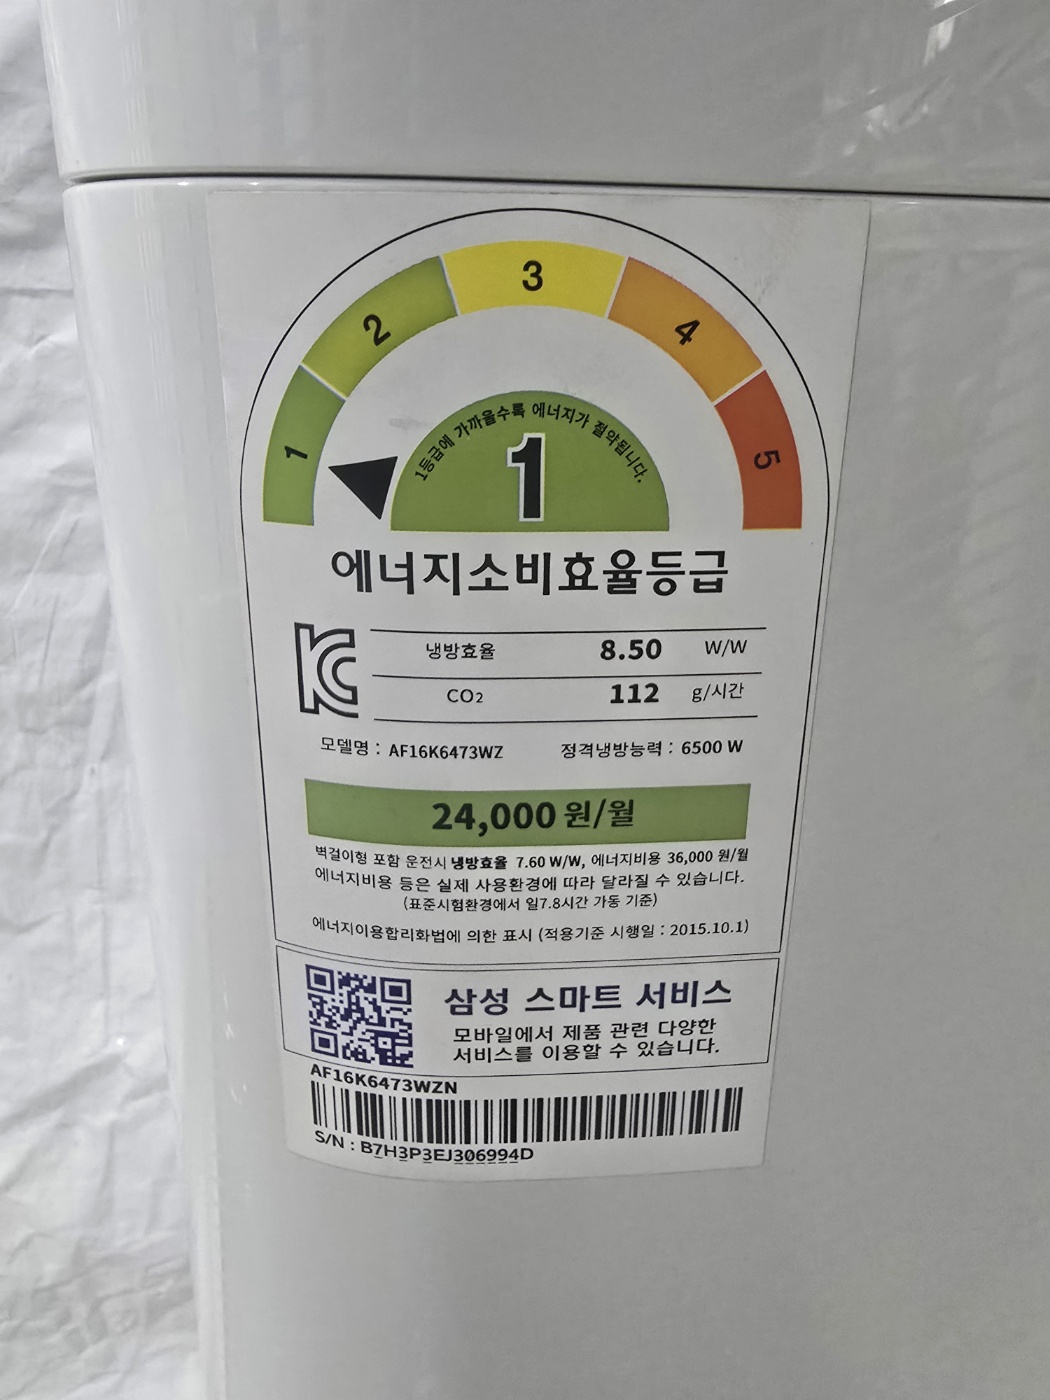 1
2
3
4
5
1등급에 가까울수록 에너지가 절약됩니다.
1
에너지소비효율등급
KC
냉방효율 8.50 W/W
CO₂ 112 g/시간
모델명 : AF16K6473WZ 정격냉방능력 : 6500 W
24,000 원/월
벽걸이형 포함 운전시 냉방효율 7.60 W/W, 에너지비용 36,000 원/월
에너지비용 등은 실제 사용환경에 따라 달라질 수 있습니다.
(표준시험환경에서 일7.8시간 가동 기준)
에너지이용합리화법에 의한 표시 (적용기준 시행일 : 2015.10.1)
삼성 스마트 서비스
모바일에서 제품 관련 다양한
서비스를 이용할 수 있습니다.
AF16K6473WZN
S/N : B7H3P3EJ306994D